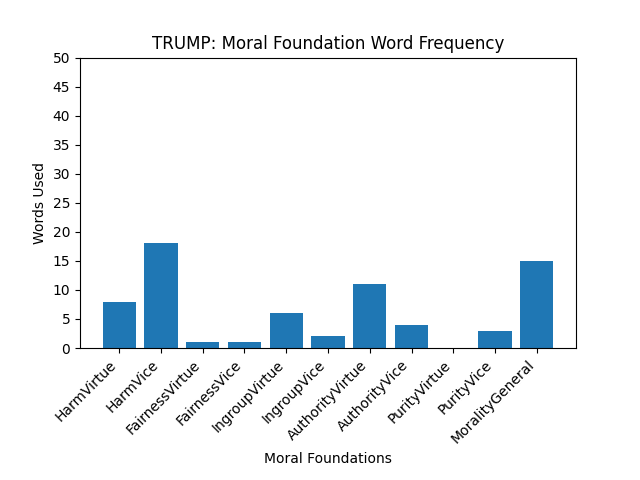 TRUMP: Moral Foundation Word Frequency
50
45
40
35
30
25
20
15
10
5
0
Words Used
HarmVirtue
HarmVice
FairnessVirtue
FairnessVice
IngroupVirtue
IngroupVice
AuthorityVirtue
AuthorityVice
PurityVirtue
PurityVice
MoralityGeneral
Moral Foundations